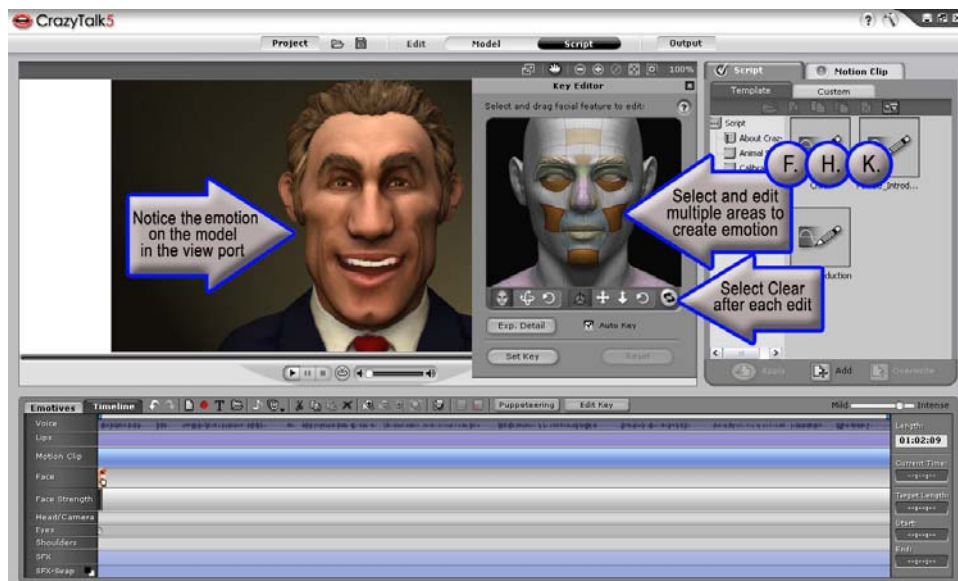 CrazyTalk5
Project Edit Model Script Output
100%
Script Motion Clip
Key Editor
Template Custom
Select and drag facial feature to edit:
Script
About Craz
Animal S
F. H. K.
Notice the emotion
on the model
in the view port
Select and edit
multiple areas to
create emotion
Select Clear
after each edit
Exp. Detail Auto Key
Set Key Reset
Apply Add Overwrite
Emotives Timeline Puppeteering Edit Key Mild Intense
Voice
Lips
Motion Clip
Face
Face Strength
Head/Camera
Eyes
Shoulders
SFX
SFX-Swap
Length:
01:02:09
Current Time:
--:--:--
Target Length:
--:--:--
Start:
--:--:--
End:
--:--:--